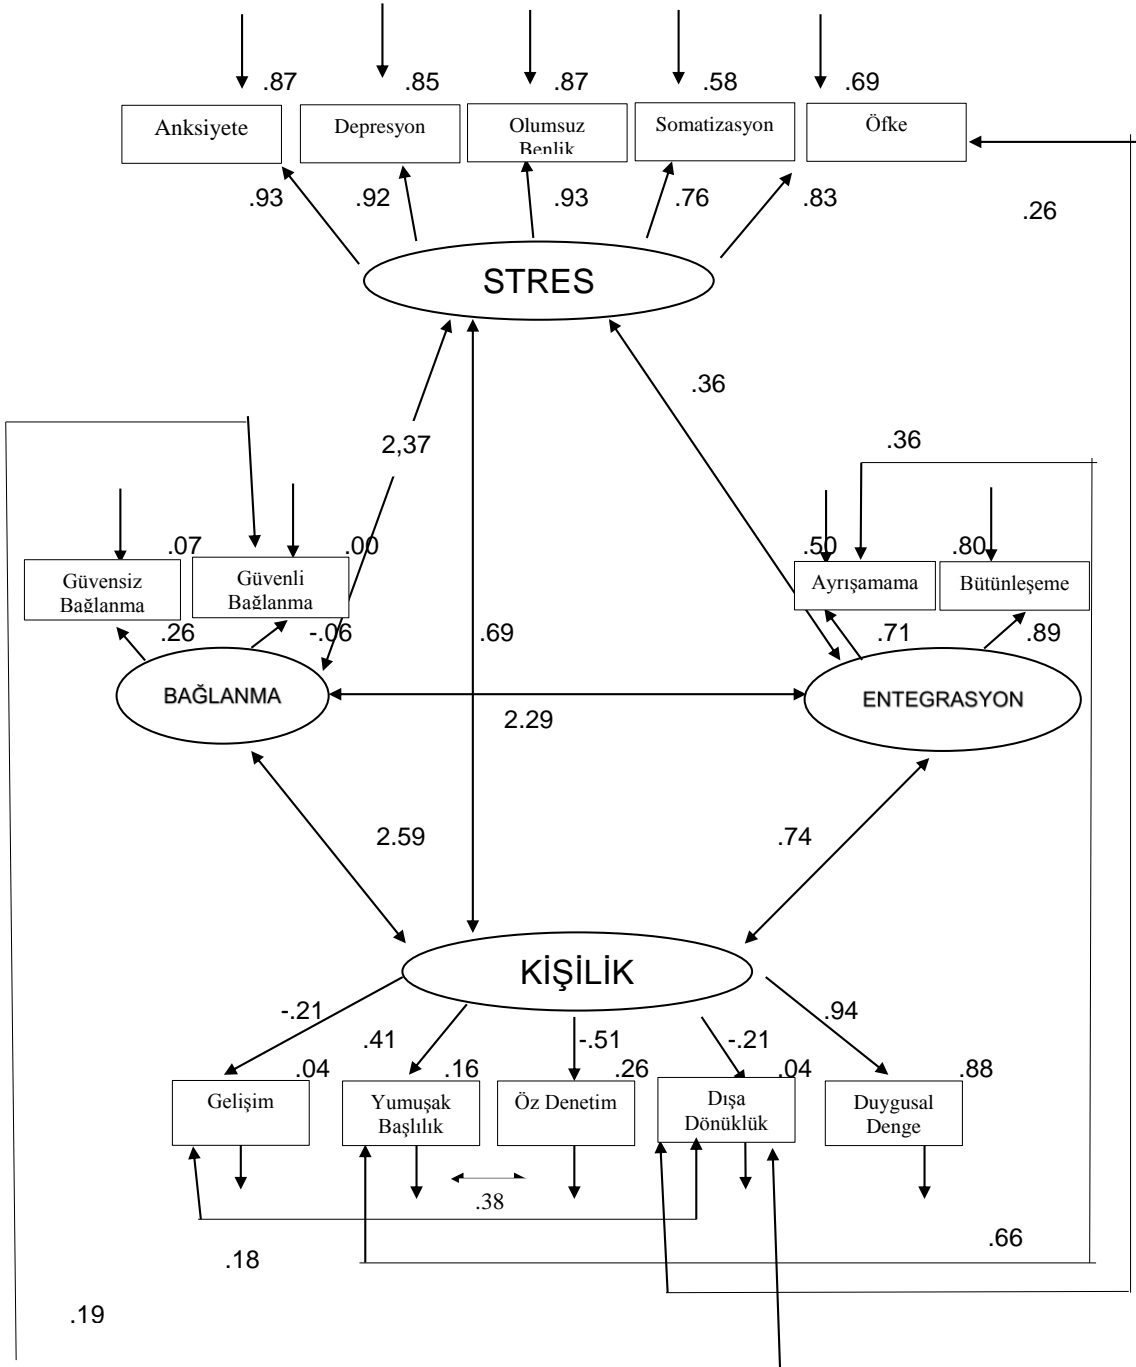 .87
.85
.87
.58
.69
Anksiyete
Depresyon
Olumsuz
Benlik
Somatizasyon
Öfke
.93
.92
.93
.76
.83
.26
STRES
.36
2,37
.36
.07
.00
.50
.80
Güvensiz
Bağlanma
Güvenli
Bağlanma
Ayrışamama
Bütünleşeme
.26
-.06
.69
.71
.89
BAĞLANMA
ENTEGRASYON
2.29
2.59
.74
KİŞİLİK
-.21
.41
-.51
-.21
.94
.04
.16
.26
.04
.88
Gelişim
Yumuşak
Başlılık
Öz Denetim
Dışa
Dönüklük
Duygusal
Denge
.38
.18
.66
.19